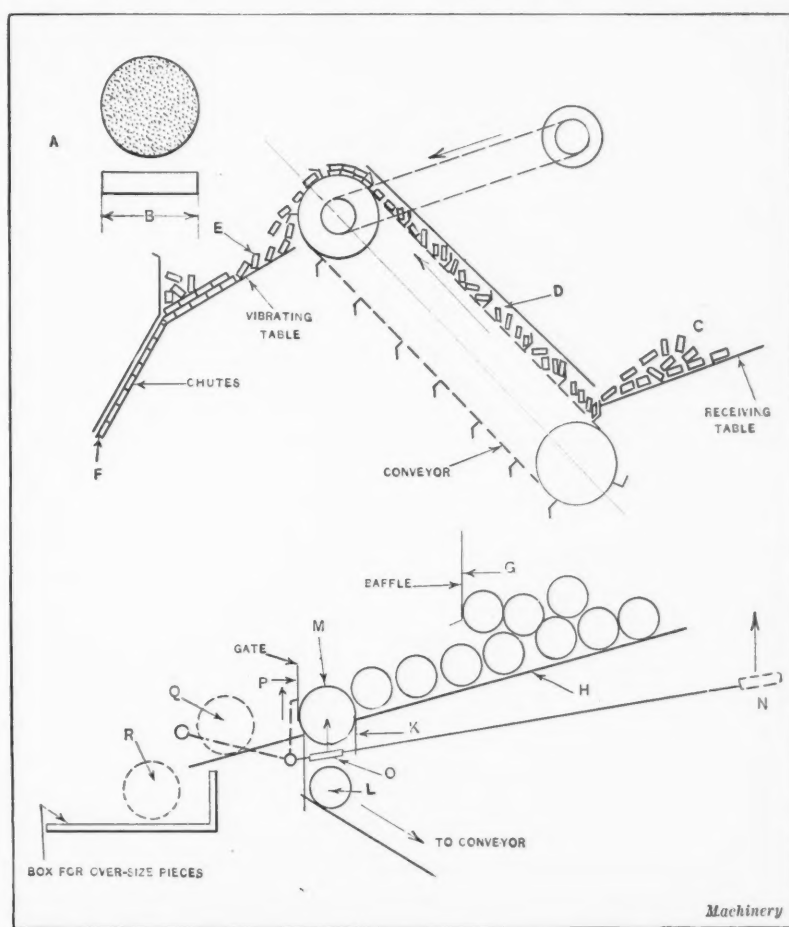 A
B
E
VIBRATING
TABLE
CHUTES
F
D
C
RECEIVING
TABLE
CONVEYOR
G
BAFFLE
M
GATE
P
Q
H
N
K
R
O
L
TO CONVEYOR
BOX FOR OVER-SIZE PIECES
Machinery